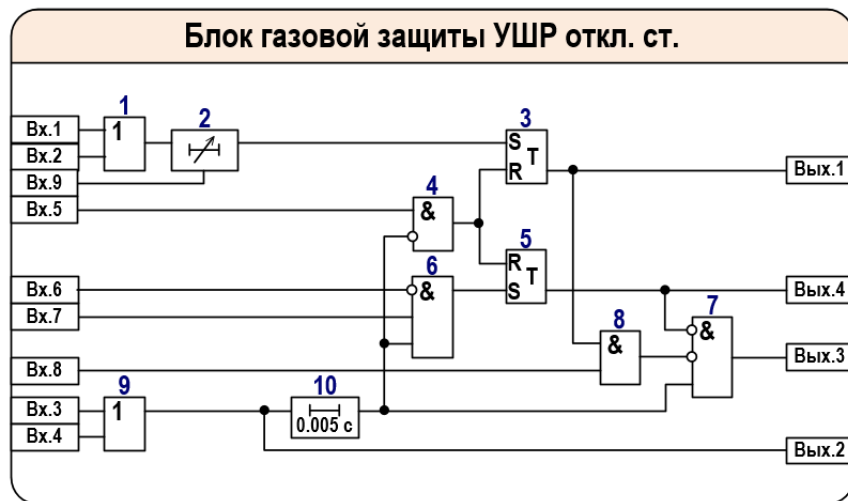 Блок газовой защиты УШР откл. ст.
1
2
3
Вх.1
1
S
Вх.2
T
R
Вых.1
Вх.9
4
Вх.5
&
5
6
R
T
Вх.6
&
S
Вых.4
7
Вх.7
8
&
&
Вых.3
Вх.8
9
10
Вх.3
1
0.005 с
Вх.4
Вых.2